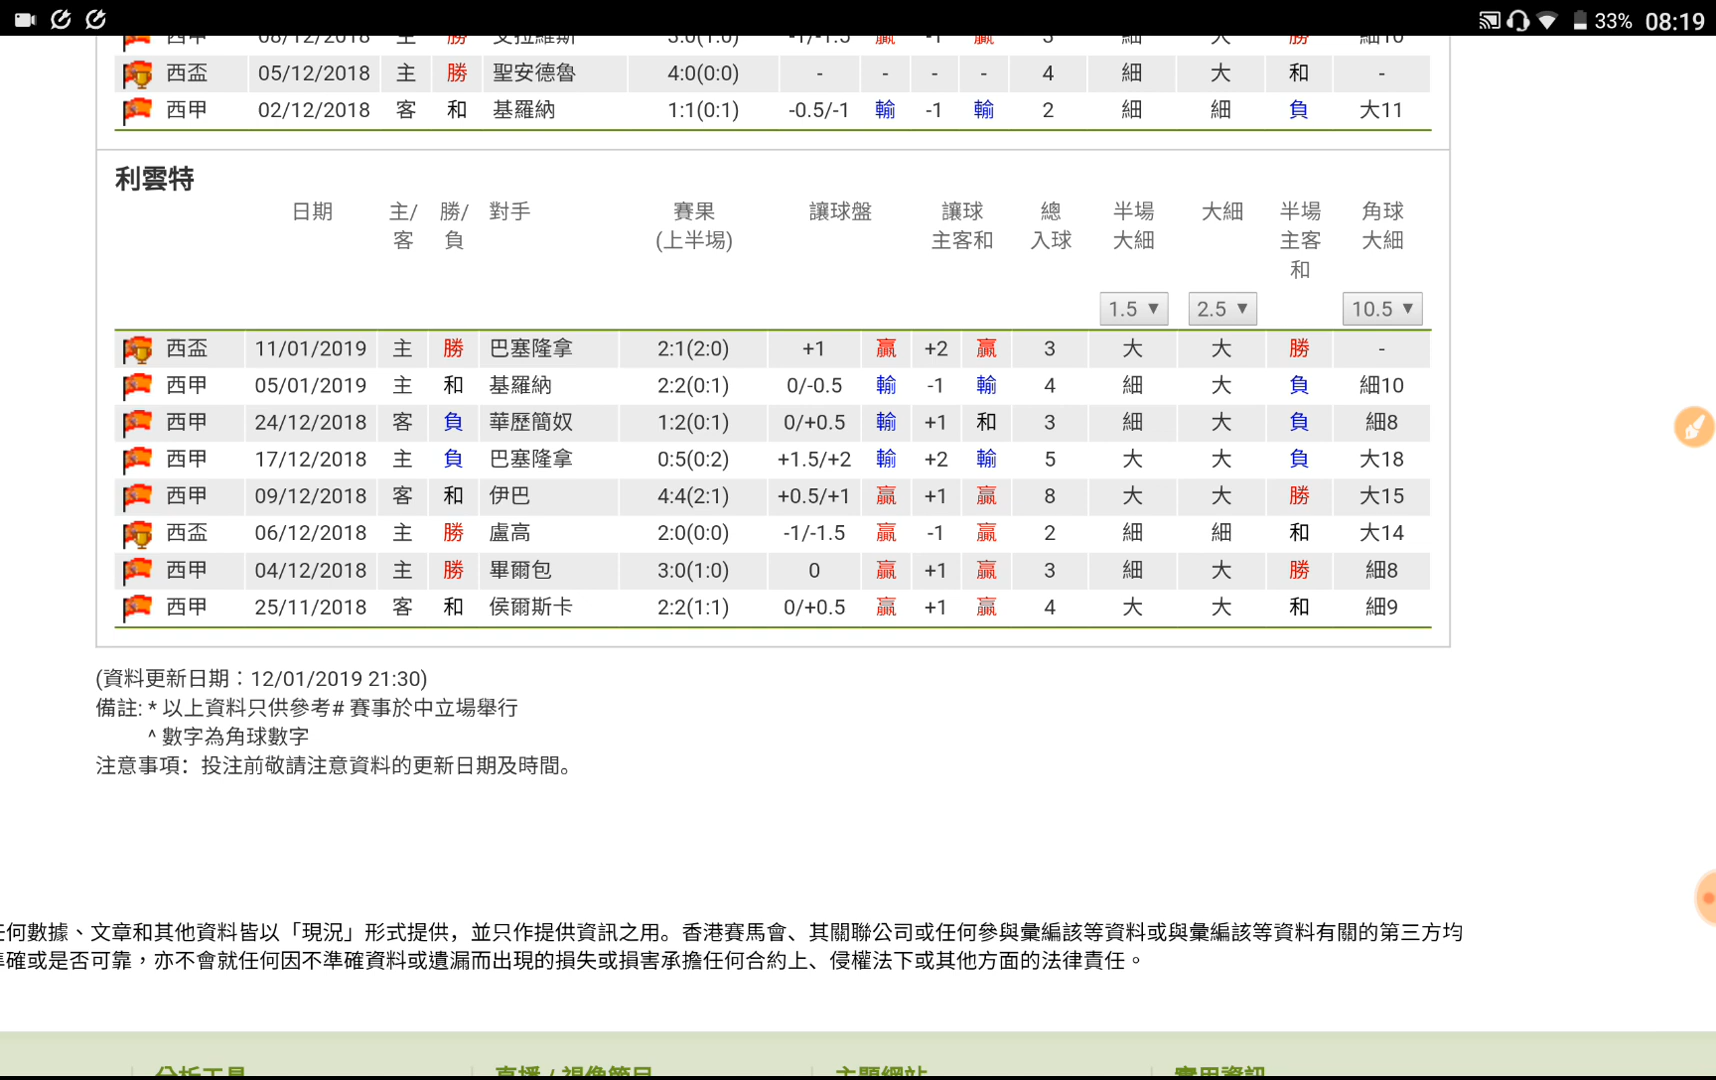 33% 08:19
西盃 05/12/2018 主 勝 聖安德魯 4:0(0:0) - - - - 4 細 大 和 -
西甲 02/12/2018 客 和 基羅納 1:1(0:1) -0.5/-1 輸 -1 輸 2 細 細 負 大11
利雲特
日期 主/ 勝/ 對手 賽果 讓球盤 讓球 總 半場 大細 半場 角球
客 負 (上半場) 主客和 入球 大細 主客 大細
和
1.5 ▼ 2.5 ▼ 10.5 ▼
西盃 11/01/2019 主 勝 巴塞隆拿 2:1(2:0) +1 贏 +2 贏 3 大 大 勝 -
西甲 05/01/2019 主 和 基羅納 2:2(0:1) 0/-0.5 輸 -1 輸 4 細 大 負 細10
西甲 24/12/2018 客 負 華歷簡奴 1:2(0:1) 0/+0.5 輸 +1 和 3 細 大 負 細8
西甲 17/12/2018 主 負 巴塞隆拿 0:5(0:2) +1.5/+2 輸 +2 輸 5 大 大 負 大18
西甲 09/12/2018 客 和 伊巴 4:4(2:1) +0.5/+1 贏 +1 贏 8 大 大 勝 大15
西盃 06/12/2018 主 勝 盧高 2:0(0:0) -1/-1.5 贏 -1 贏 2 細 細 和 大14
西甲 04/12/2018 主 勝 畢爾包 3:0(1:0) 0 贏 +1 贏 3 細 大 勝 細8
西甲 25/11/2018 客 和 侯爾斯卡 2:2(1:1) 0/+0.5 贏 +1 贏 4 大 大 和 細9
(資料更新日期：12/01/2019 21:30)
備註: * 以上資料只供參考# 賽事於中立場舉行
^ 數字為角球數字
注意事項：投注前敬請注意資料的更新日期及時間。
何數據、文章和其他資料皆以「現況」形式提供，並只作提供資訊之用。香港賽馬會、其關聯公司或任何參與彙編該等資料或與彙編該等資料有關的第三方均
確或是否可靠，亦不會就任何因不準確資料或遺漏而出現的損失或損害承擔任何合約上、侵權法下或其他方面的法律責任。
分析工具 直播 / 視像節目 主題網站 實用資訊